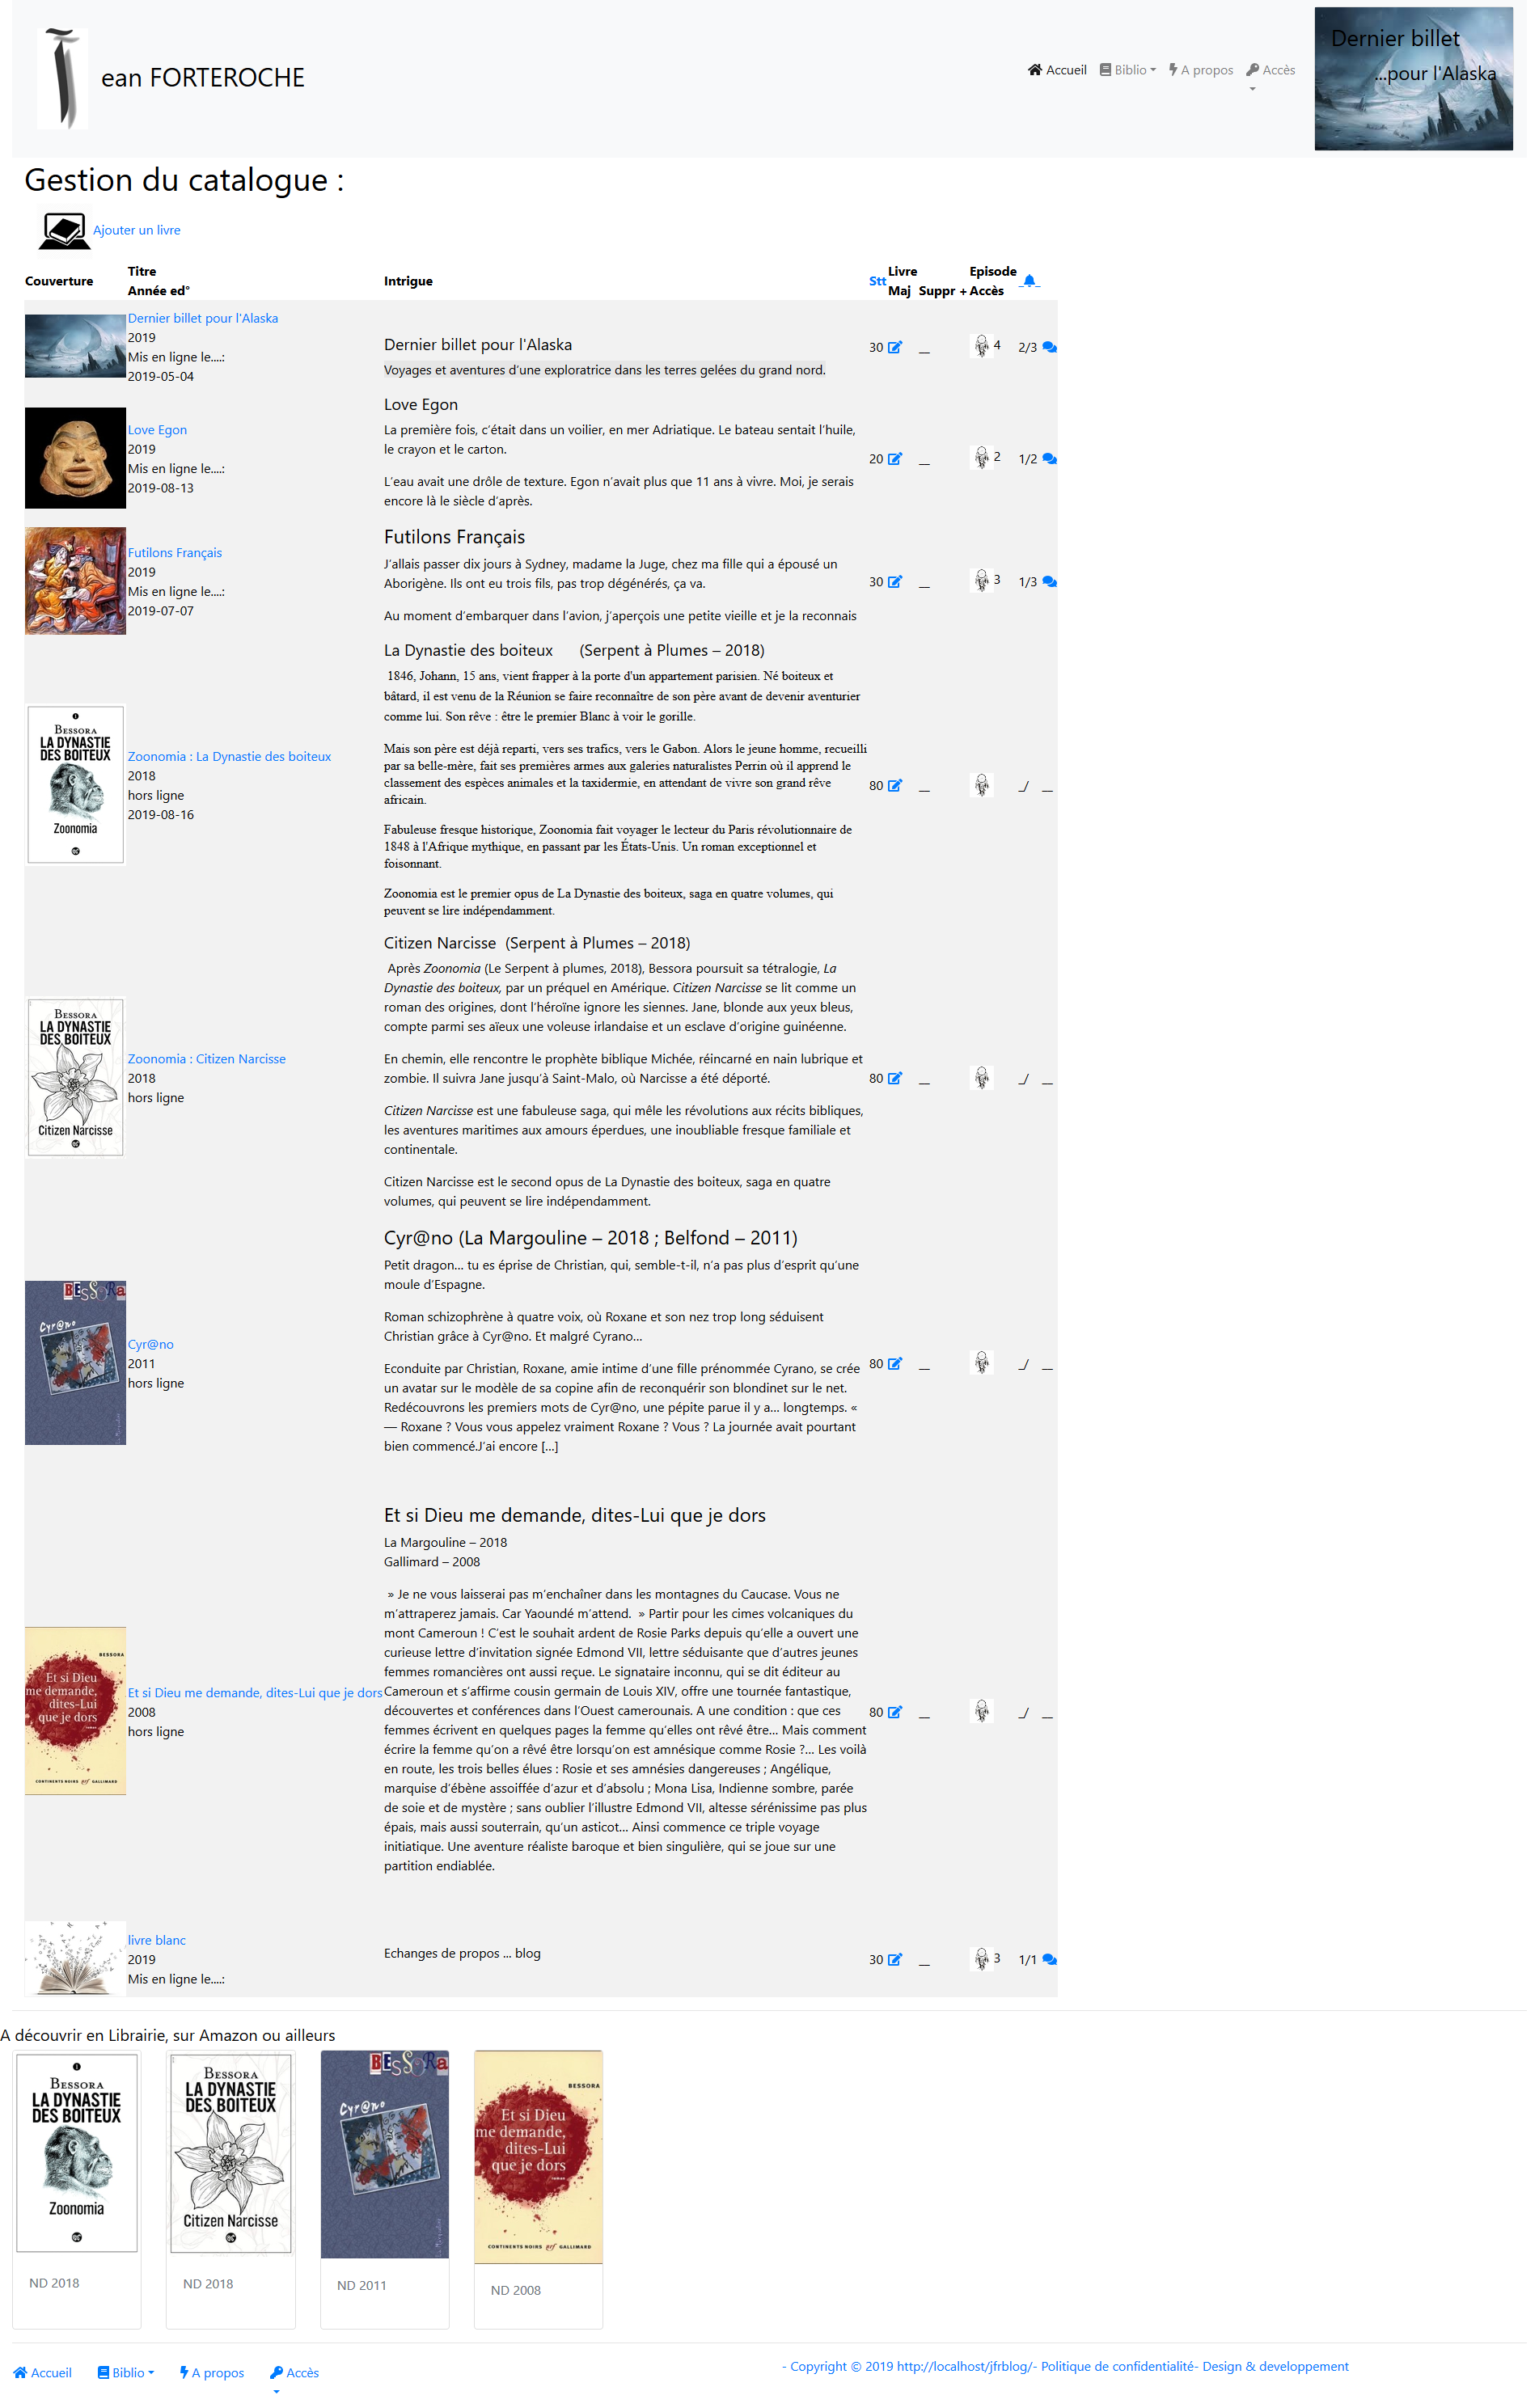 ean FORTEROCHE
Accueil Biblio A propos Accès
Dernier billet
...pour l'Alaska
Gestion du catalogue :
Ajouter un livre
Couverture
Titre
Année ed°
Intrigue
Stt
Livre
Maj Suppr +
Episode
Accès
Dernier billet pour l'Alaska
2019
Mis en ligne le....:
2019-05-04
Dernier billet pour l'Alaska
Voyages et aventures d’une exploratrice dans les terres gelées du grand nord.
30 __ 4 2/3
Love Egon
2019
Mis en ligne le....:
2019-08-13
Love Egon
La première fois, c’était dans un voilier, en mer Adriatique. Le bateau sentait l’huile,
le crayon et le carton.
L’eau avait une drôle de texture. Egon n’avait plus que 11 ans à vivre. Moi, je serais
encore là le siècle d’après.
20 __ 2 1/2
Futilons Français
2019
Mis en ligne le....:
2019-07-07
Futilons Français
J’allais passer dix jours à Sydney, madame la Juge, chez ma fille qui a épousé un
Aborigène. Ils ont eu trois fils, pas trop dégénérés, ça va.
Au moment d’embarquer dans l’avion, j’aperçois une petite vieille et je la reconnais
30 __ 3 1/3
BESSORA
LA DYNASTIE
DES BOITEUX
Zoonomia
Zoonomia : La Dynastie des boiteux
2018
hors ligne
2019-08-16
La Dynastie des boiteux (Serpent à Plumes – 2018)
1846, Johann, 15 ans, vient frapper à la porte d'un appartement parisien. Né boiteux et
bâtard, il est venu de la Réunion se faire reconnaître de son père avant de devenir aventurier
comme lui. Son rêve : être le premier Blanc à voir le gorille.
Mais son père est déjà reparti, vers ses trafics, vers le Gabon. Alors le jeune homme, recueilli
par sa belle-mère, fait ses premières armes aux galeries naturalistes Perrin où il apprend le
classement des espèces animales et la taxidermie, en attendant de vivre son grand rêve
africain.
Fabuleuse fresque historique, Zoonomia fait voyager le lecteur du Paris révolutionnaire de
1848 à l'Afrique mythique, en passant par les États-Unis. Un roman exceptionnel et
foisonnant.
Zoonomia est le premier opus de La Dynastie des boiteux, saga en quatre volumes, qui
peuvent se lire indépendamment.
80 __ _/ __
BESSORA
LA DYNASTIE
DES BOITEUX
Citizen Narcisse
Zoonomia : Citizen Narcisse
2018
hors ligne
Citizen Narcisse (Serpent à Plumes – 2018)
Après Zoonomia (Le Serpent à plumes, 2018), Bessora poursuit sa tétralogie, La
Dynastie des boiteux, par un préquel en Amérique. Citizen Narcisse se lit comme un
roman des origines, dont l’héroïne ignore les siennes. Jane, blonde aux yeux bleus,
compte parmi ses aïeux une voleuse irlandaise et un esclave d’origine guinéenne.
En chemin, elle rencontre le prophète biblique Michée, réincarné en nain lubrique et
zombie. Il suivra Jane jusqu’à Saint-Malo, où Narcisse a été déporté.
Citizen Narcisse est une fabuleuse saga, qui mêle les révolutions aux récits bibliques,
les aventures maritimes aux amours éperdues, une inoubliable fresque familiale et
continentale.
Citizen Narcisse est le second opus de La Dynastie des boiteux, saga en quatre
volumes, qui peuvent se lire indépendamment.
80 __ _/ __
BESSORa
Cyr@no
Cyr@no
2011
hors ligne
Cyr@no (La Margouline – 2018 ; Belfond – 2011)
Petit dragon… tu es éprise de Christian, qui, semble-t-il, n’a pas plus d’esprit qu’une
moule d’Espagne.
Roman schizophrène à quatre voix, où Roxane et son nez trop long séduisent
Christian grâce à Cyr@no. Et malgré Cyrano…
Econduite par Christian, Roxane, amie intime d’une fille prénommée Cyrano, se crée
un avatar sur le modèle de sa copine afin de reconquérir son blondinet sur le net.
Redécouvrons les premiers mots de Cyr@no, une pépite parue il y a… longtemps. «
— Roxane ? Vous vous appelez vraiment Roxane ? Vous ? La journée avait pourtant
bien commencé.J’ai encore […]
80 __ _/ __
BESSORA
Et si Dieu
me demande,
dites-Lui
que je dors
roman
CONTINENTS NOIRS nrf GALLIMARD
Et si Dieu me demande, dites-Lui que je dors
2008
hors ligne
Et si Dieu me demande, dites-Lui que je dors
La Margouline – 2018
Gallimard – 2008
» Je ne vous laisserai pas m’enchaîner dans les montagnes du Caucase. Vous ne
m’attraperez jamais. Car Yaoundé m’attend. » Partir pour les cimes volcaniques du
mont Cameroun ! C’est le souhait ardent de Rosie Parks depuis qu’elle a ouvert une
curieuse lettre d’invitation signée Edmond VII, lettre séduisante que d’autres jeunes
femmes romancières ont aussi reçue. Le signataire inconnu, qui se dit éditeur au
Cameroun et s’affirme cousin germain de Louis XIV, offre une tournée fantastique,
découvertes et conférences dans l’Ouest camerounais. A une condition : que ces
femmes écrivent en quelques pages la femme qu’elles ont rêvé être… Mais comment
écrire la femme qu’on a rêvé être lorsqu’on est amnésique comme Rosie ?… Les voilà
en route, les trois belles élues : Rosie et ses amnésies dangereuses ; Angélique,
marquise d’ébène assoiffée d’azur et d’absolu ; Mona Lisa, Indienne sombre, parée
de soie et de mystère ; sans oublier l’illustre Edmond VII, altesse sérénissime pas plus
épais, mais aussi souterrain, qu’un asticot… Ainsi commence ce triple voyage
initiatique. Une aventure réaliste baroque et bien singulière, qui se joue sur une
partition endiablée.
80 __ _/ __
livre blanc
2019
Mis en ligne le....:
Echanges de propos ... blog
30 __ 3 1/1
A découvrir en Librairie, sur Amazon ou ailleurs
BESSORA
LA DYNASTIE
DES BOITEUX
Zoonomia
ND 2018
BESSORA
LA DYNASTIE
DES BOITEUX
Citizen Narcisse
ND 2018
BESSORa
Cyr@no
ND 2011
BESSORA
Et si Dieu
me demande,
dites-Lui
que je dors
roman
CONTINENTS NOIRS nrf GALLIMARD
ND 2008
Accueil Biblio A propos Accès
- Copyright © 2019 http://localhost/jfrblog/- Politique de confidentialité- Design & developpement